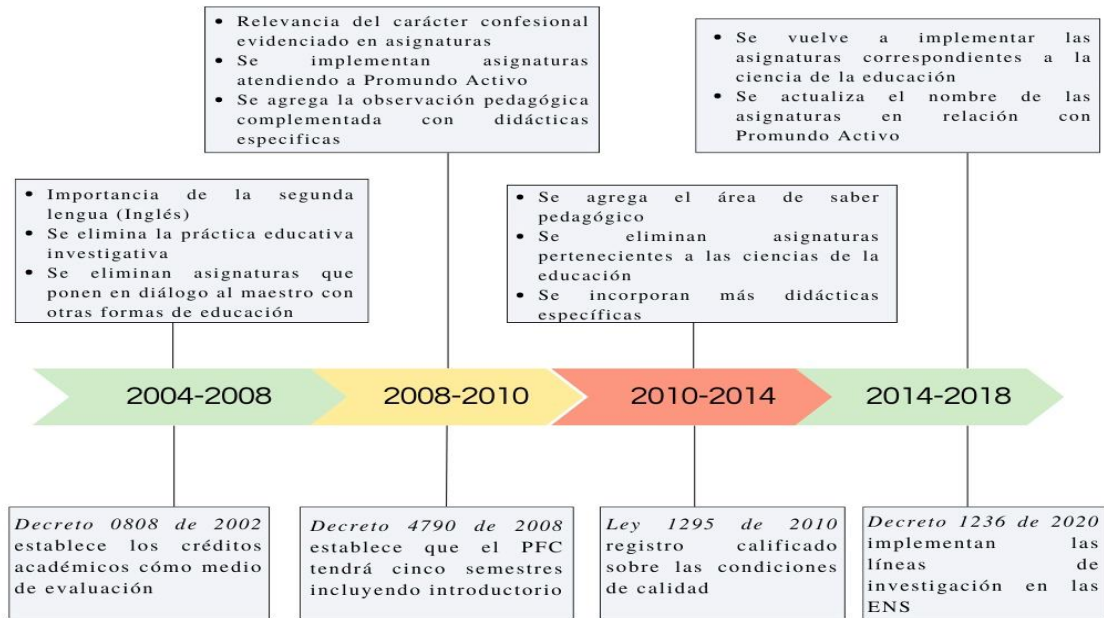 • Relevancia del carácter confesional
evidenciado en asignaturas
• Se implementan asignaturas
atendiendo a Promundo Activo
• Se agrega la observación pedagógica
complementada con didácticas
especificas
• Se vuelve a implementar las
asignaturas correspondientes a la
ciencia de la educación
• Se actualiza el nombre de las
asignaturas en relación con
Promundo Activo
• Importancia de la segunda
lengua (Inglés)
• Se elimina la práctica educativa
investigativa
• Se eliminan asignaturas que
ponen en diálogo al maestro con
otras formas de educación
• Se agrega el área de saber
pedagógico
• Se eliminan asignaturas
pertenecientes a las ciencias de la
educación
• Se incorporan más didácticas
específicas
2004-2008
2008-2010
2010-2014
2014-2018
Decreto 0808 de 2002
establece los créditos
académicos cómo medio
de evaluación
Decreto 4790 de 2008
establece que el PFC
tendrá cinco semestres
incluyendo introductorio
Ley 1295 de 2010
registro calificado
sobre las condiciones
de calidad
Decreto 1236 de 2020
implementan las
líneas de
investigación en las
ENS